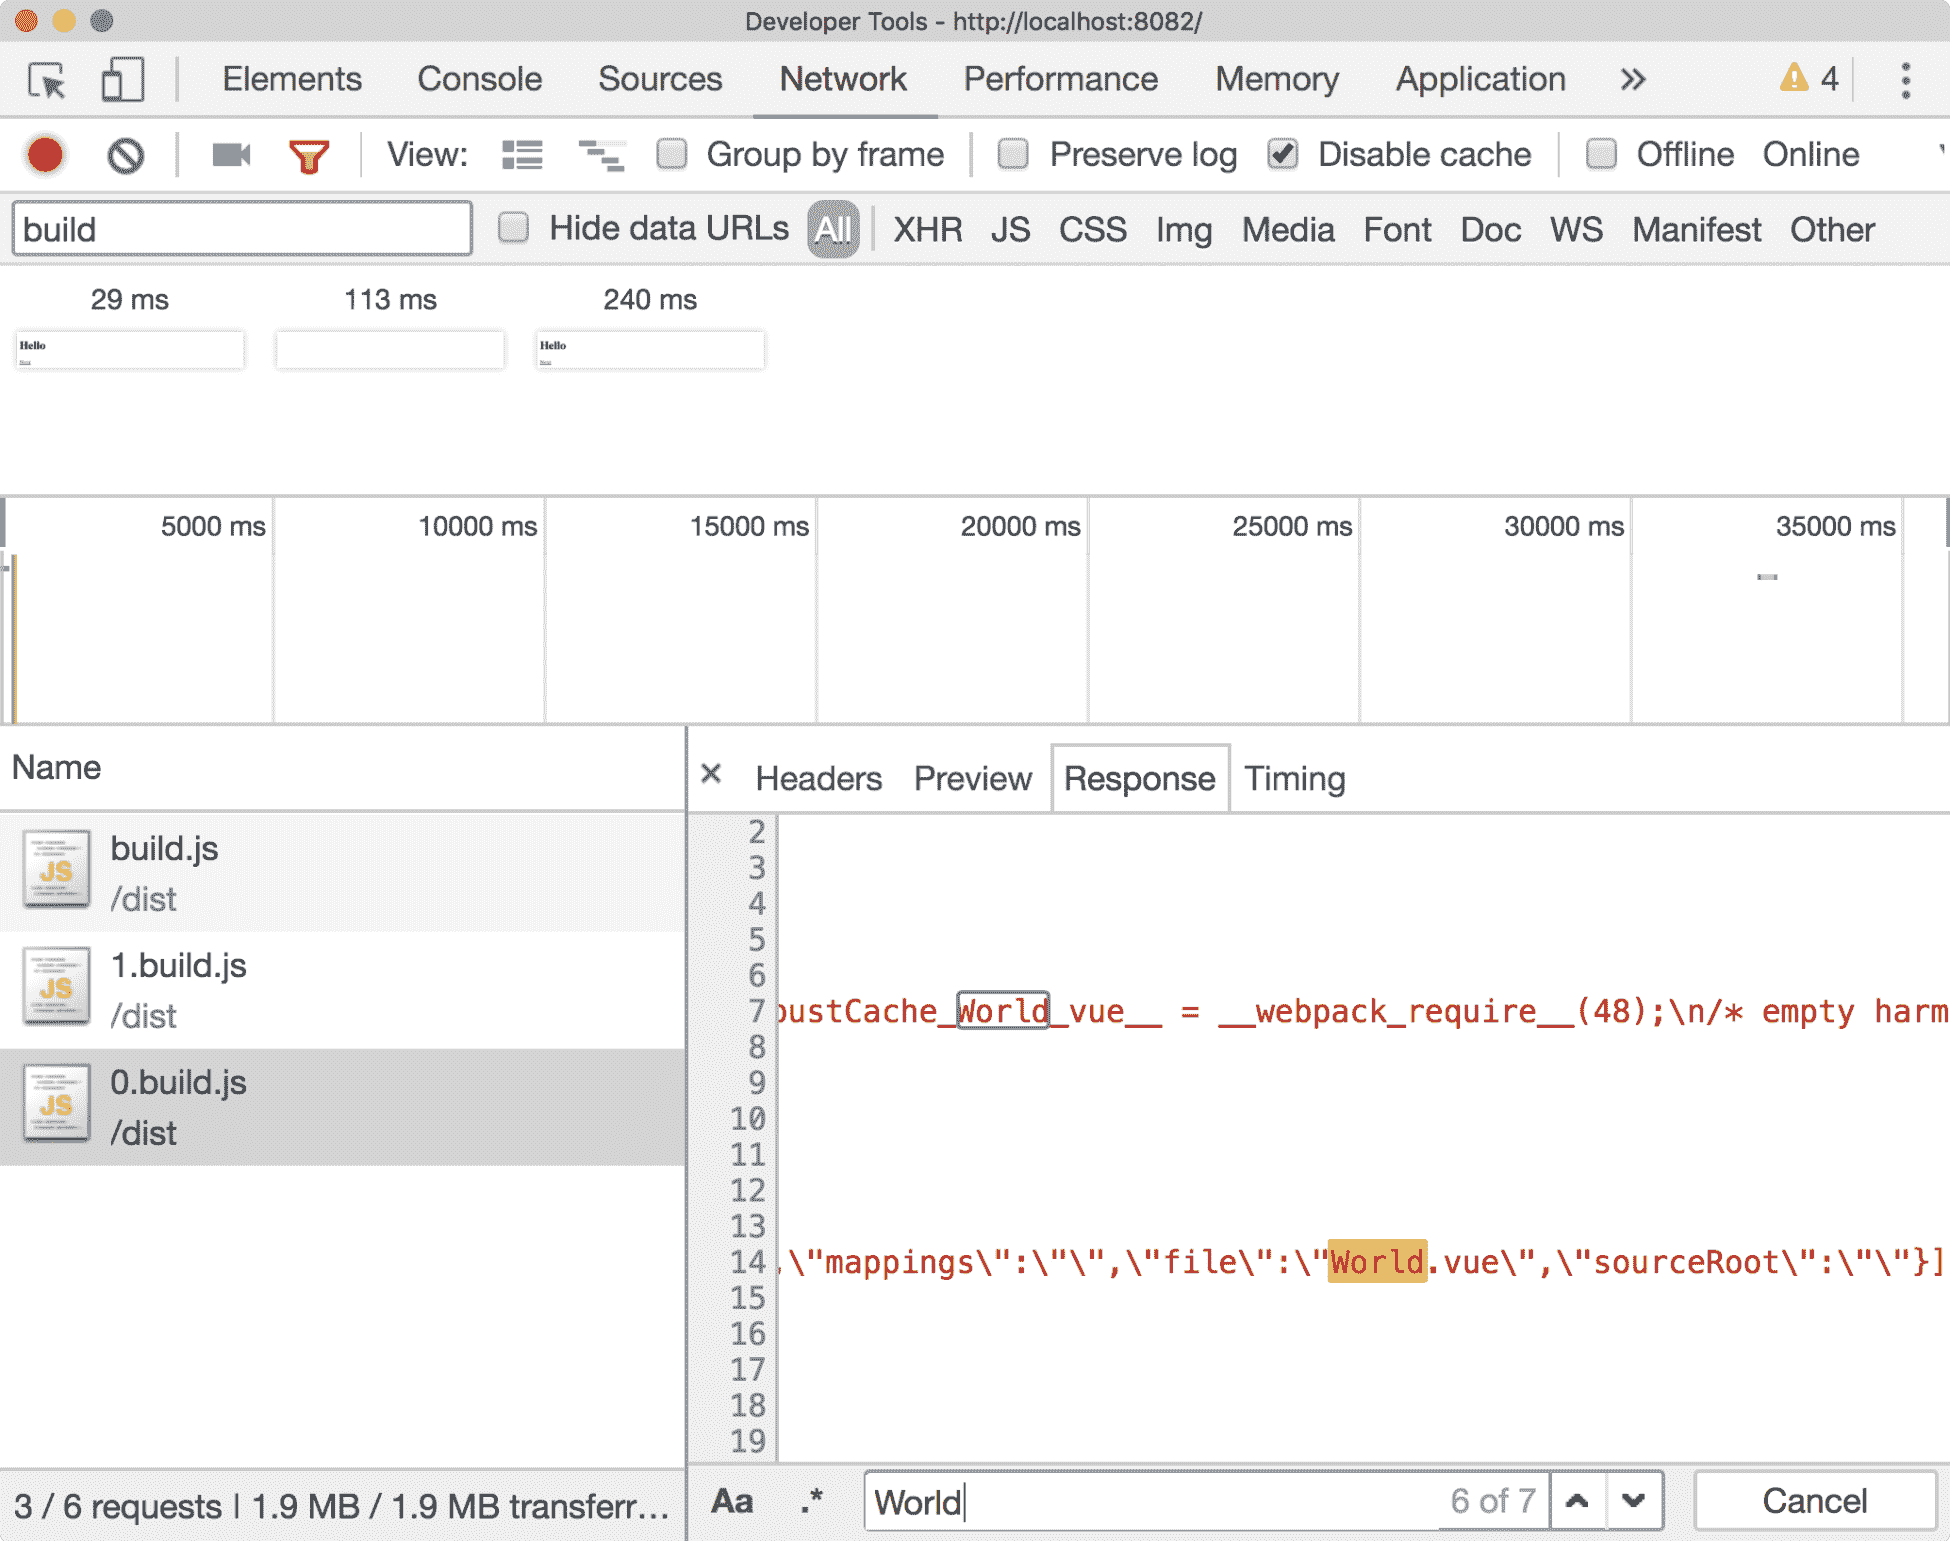 Developer Tools - http://localhost:8082/
Elements Console Sources Network Performance Memory Application » 4
View: Group by frame Preserve log Disable cache Offline Online
build Hide data URLs All XHR JS CSS Img Media Font Doc WS Manifest Other
29 ms 113 ms 240 ms
Hello Hello
5000 ms 10000 ms 15000 ms 20000 ms 25000 ms 30000 ms 35000 ms
Name
JS build.js
/dist
JS 1.build.js
/dist
JS 0.build.js
/dist
3 / 6 requests | 1.9 MB / 1.9 MB transferr...
× Headers Preview Response Timing
2
3
4
5
6
7 oustCache_World_vue__ = __webpack_require__(48);\n/* empty harm
8
9
10
11
12
13
14 ,\"mappings\":\"\",\"file\":\"World.vue\",\"sourceRoot\":\"\"}]
15
16
17
18
19
Aa .* World 6 of 7 Cancel